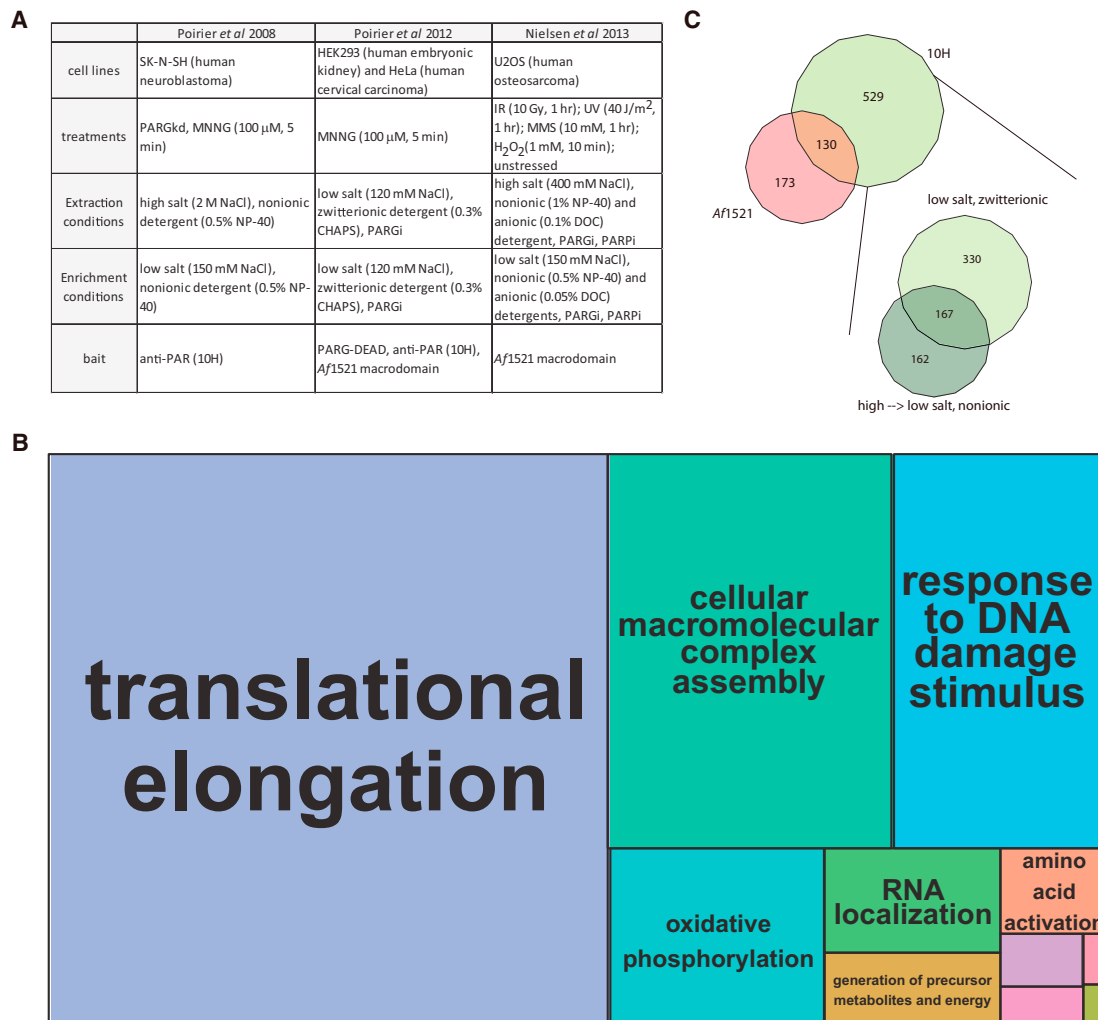 A
Poirier et al 2008
Poirier et al 2012
Nielsen et al 2013
cell lines
SK-N-SH (human
neuroblastoma)
HEK293 (human embryonic
kidney) and HeLa (human
cervical carcinoma)
U2OS (human
osteosarcoma)
treatments
PARGkd, MNNG (100 µM, 5
min)
MNNG (100 µM, 5 min)
IR (10 Gy, 1 hr); UV (40 J/m2,
1 hr); MMS (10 mM, 1 hr);
H2O2(1 mM, 10 min);
unstressed
Extraction
conditions
high salt (2 M NaCl), nonionic
detergent (0.5% NP-40)
low salt (120 mM NaCl),
zwitterionic detergent (0.3%
CHAPS), PARGi
high salt (400 mM NaCl),
nonionic (1% NP-40) and
anionic (0.1% DOC)
detergent, PARGi, PARPi
Enrichment
conditions
low salt (150 mM NaCl),
nonionic detergent (0.5% NP-
40)
low salt (120 mM NaCl),
zwitterionic detergent (0.3%
CHAPS), PARGi
low salt (150 mM NaCl),
nonionic (0.5% NP-40) and
anionic (0.05% DOC)
detergents, PARGi, PARPi
bait
anti-PAR (10H)
PARG-DEAD, anti-PAR (10H),
Af1521 macrodomain
Af1521 macrodomain
C
10H
529
130
173
Af1521
low salt, zwitterionic
330
167
162
high --> low salt, nonionic
B
translational
elongation
cellular
macromolecular
complex
assembly
response
to DNA
damage
stimulus
oxidative
phosphorylation
RNA
localization
generation of precursor
metabolites and energy
amino
acid
activation